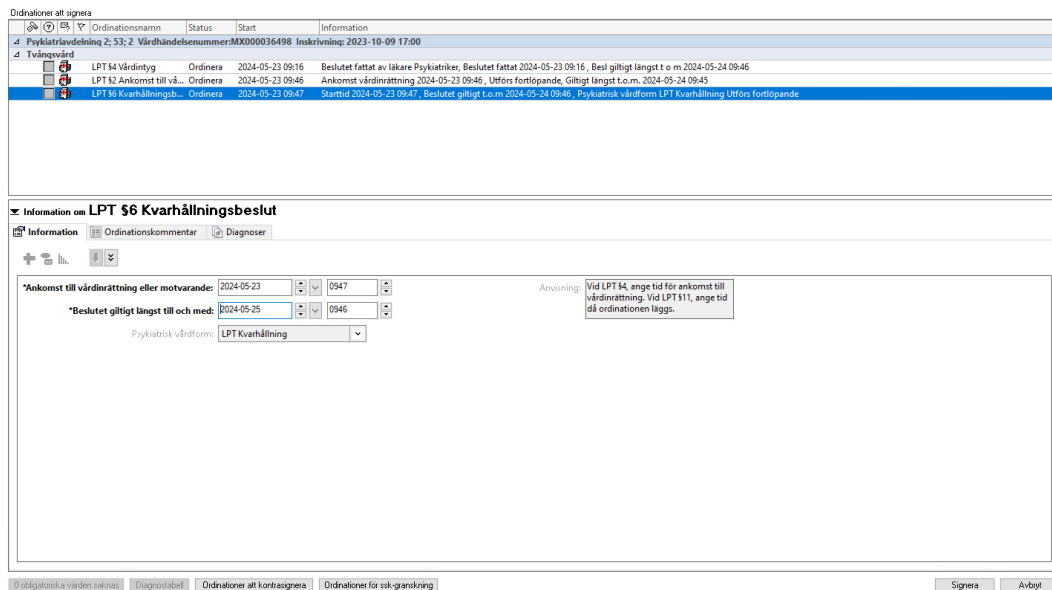 Ordinationer att signera
Ordinationsnamn Status Start Information
Psykiatriavdelning 2; 53; 2 Vårdhändelsenummer:MX000036498 Inskrivning: 2023-10-09 17:00
Tvångsvård
LPT §4 Vårdintyg Ordinera 2024-05-23 09:16 Beslutet fattat av läkare Psykiatriker, Beslutet fattat 2024-05-23 09:16 , Besl giltigt längst t o m 2024-05-24 09:46
LPT §2 Ankomst till vå... Ordinera 2024-05-23 09:46 Ankomst vårdinrättning 2024-05-23 09:46 , Utförs fortlöpande, Giltigt längst t.o.m. 2024-05-24 09:45
LPT §6 Kvarhållningsb... Ordinera 2024-05-23 09:47 Starttid 2024-05-23 09:47 , Beslutet giltigt t.o.m 2024-05-24 09:46 , Psykiatrisk vårdform LPT Kvarhållning Utförs fortlöpande
Information om LPT §6 Kvarhållningsbeslut
Information Ordinationskommentar Diagnoser
*Ankomst till vårdinrättning eller motvarande: 2024-05-23 0947
Anvisning: Vid LPT §4, ange tid för ankomst till
vårdinrättning. Vid LPT §11, ange tid
då ordinationen läggs.
*Beslutet giltigt längst till och med: 2024-05-25 0946
Psykiatrisk vårdform: LPT Kvarhållning
0 obligatoriska värden saknas Diagnostabell Ordinationer att kontrasignera Ordinationer för ssk-granskning Signera Avbryt